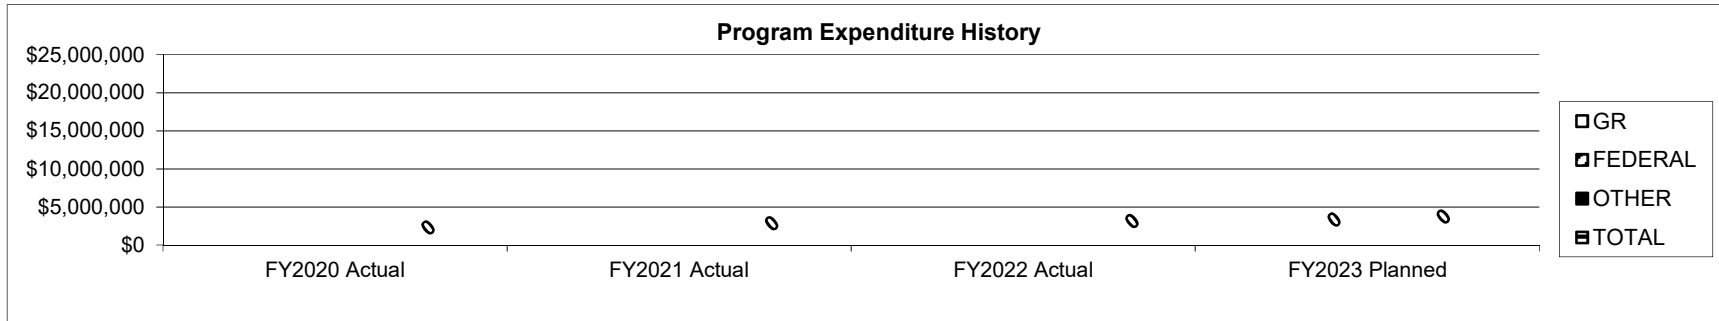 Program Expenditure History
$25,000,000
$20,000,000
$15,000,000
$10,000,000
$5,000,000
$0
0
0
0
0
0
FY2020 Actual
FY2021 Actual
FY2022 Actual
FY2023 Planned
GR
FEDERAL
OTHER
TOTAL